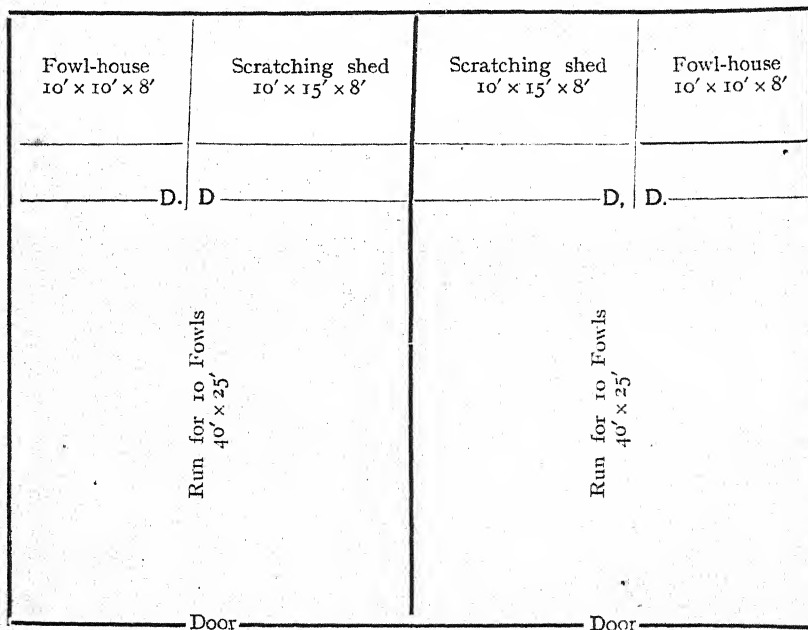 Fowl-house
10′ × 10′ × 8′
Scratching shed
10′ × 15′ × 8′
Scratching shed
10′ × 15′ × 8′
Fowl-house
10′ × 10′ × 8′
D. D
D, D.
Run for 10 Fowls
40′ × 25′
Run for 10 Fowls
40′ × 25′
Door
Door